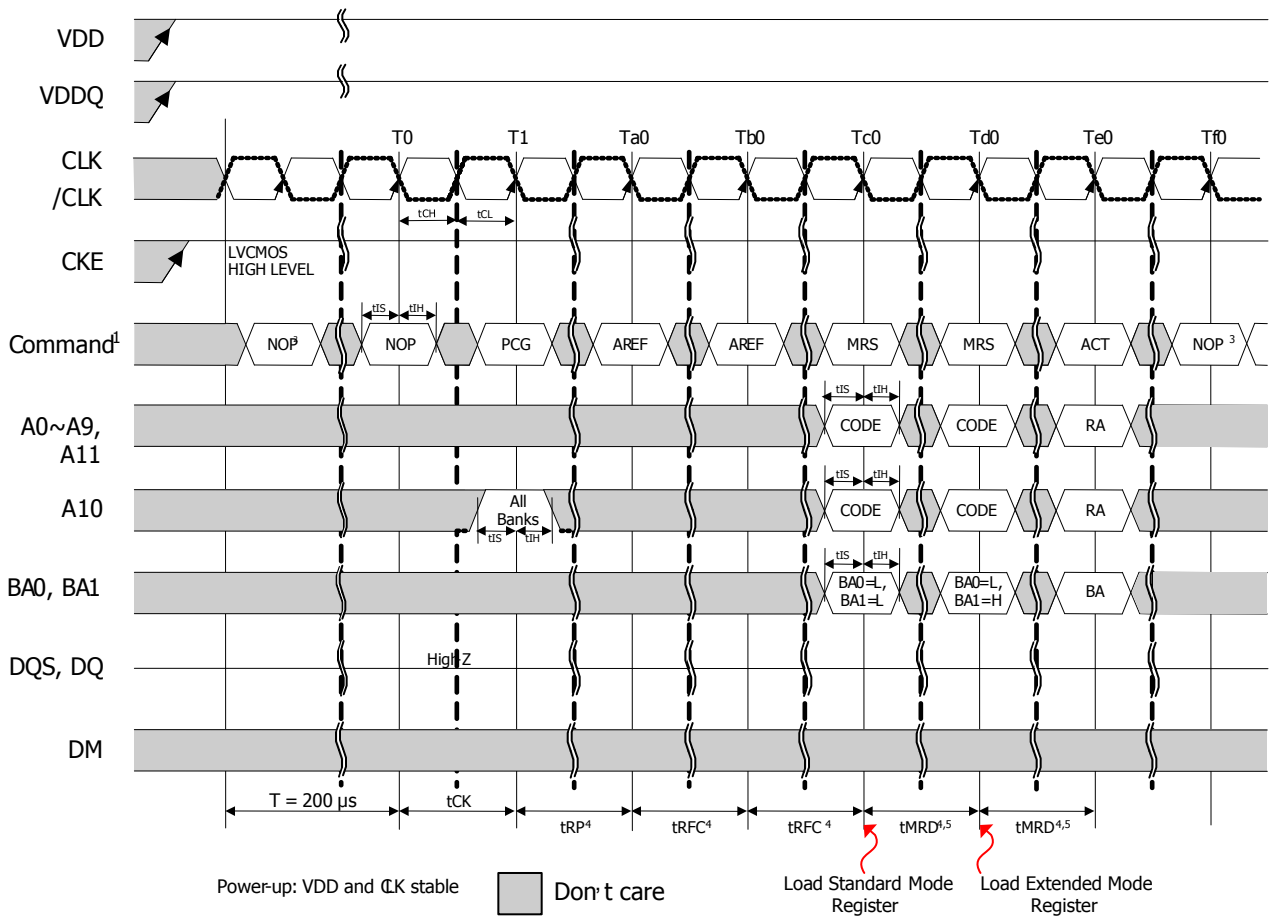 VDD
VDDQ
T0 T1 Ta0 Tb0 Tc0 Td0 Te0 Tf0
CLK
/CLK
tCH tCL
CKE
LVCMOS
HIGH LEVEL
tIS tIH
Command1
NOP3 NOP PCG AREF AREF MRS MRS ACT NOP 3
tIS tIH
A0~A9,
A11
CODE CODE RA
tIS tIH
A10
All
Banks
tIS tIH
CODE CODE RA
tIS tIH
BA0, BA1
BA0=L,
BA1=L
BA0=L,
BA1=H
BA
DQS, DQ
High-Z
DM
T = 200 µs tCK
tRP4 tRFC4 tRFC 4 tMRD4,5 tMRD4,5
Power-up: VDD and CLK stable
Don't care
Load Standard Mode
Register
Load Extended Mode
Register